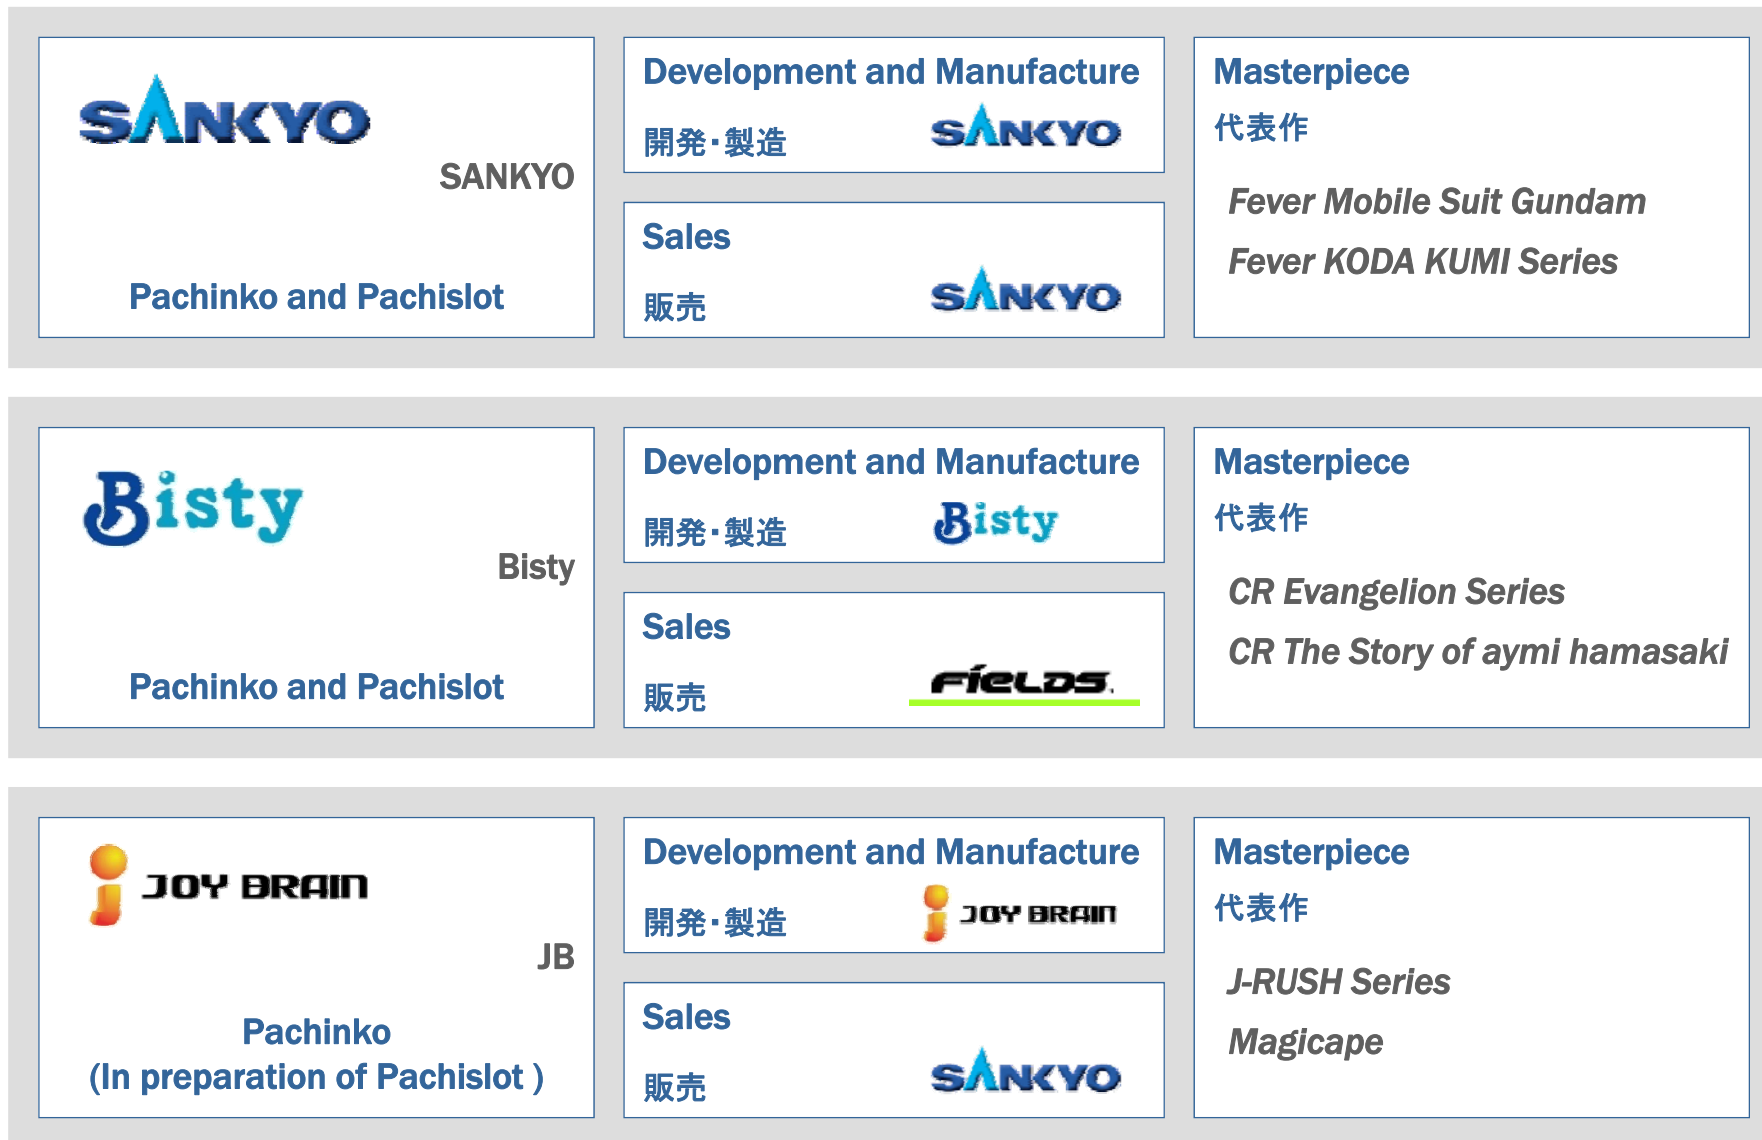 SANKYO
SANKYO
Pachinko and Pachislot
Development and Manufacture
開発・製造
SANKYO
Sales
販売
SANKYO
Masterpiece
代表作
Fever Mobile Suit Gundam
Fever KODA KUMI Series
Bisty
Bisty
Pachinko and Pachislot
Development and Manufacture
開発・製造
Bisty
Sales
販売
FIELDS.
Masterpiece
代表作
CR Evangelion Series
CR The Story of aymi hamasaki
j JOY BRAIN
JB
Pachinko
(In preparation of Pachislot )
Development and Manufacture
開発・製造
j JOY BRAIN
Sales
販売
SANKYO
Masterpiece
代表作
J-RUSH Series
Magicape